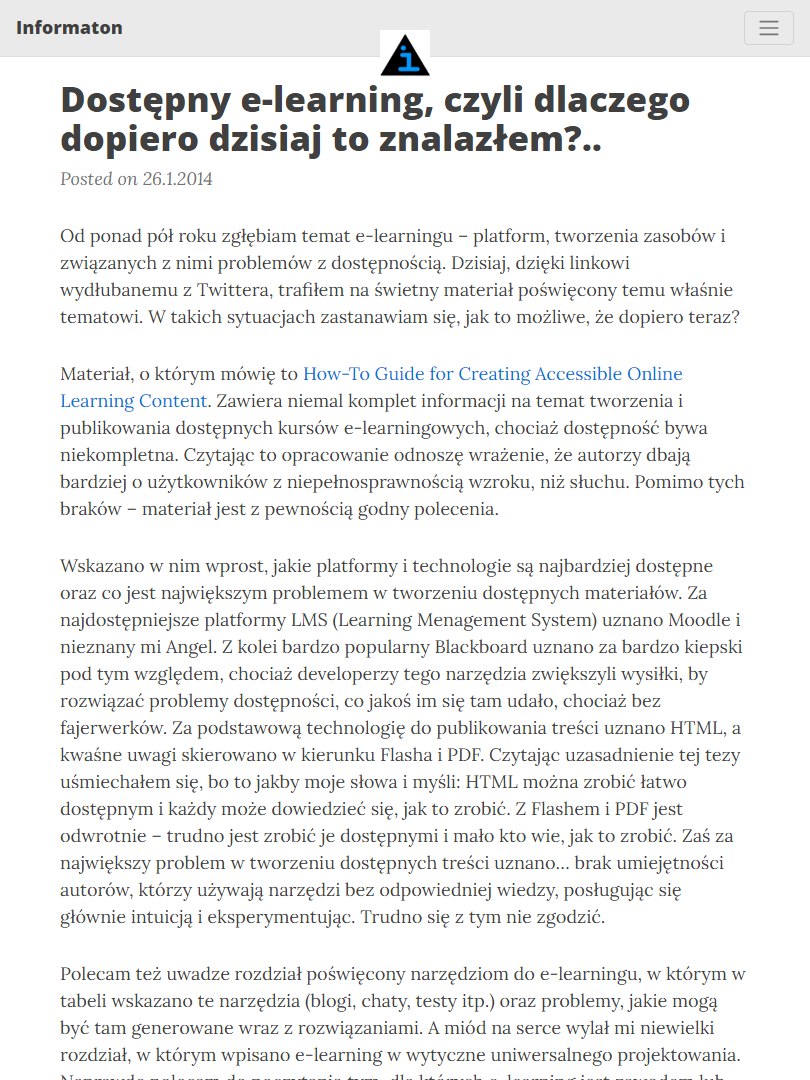 Informaton
Dostępny e-learning, czyli dlaczego
dopiero dzisiaj to znalazłem?..
Posted on 26.1.2014
Od ponad pół roku zgłębiam temat e-learningu – platform, tworzenia zasobów i
związanych z nimi problemów z dostępnością. Dzisiaj, dzięki linkowi
wydłubanemu z Twittera, trafiłem na świetny materiał poświęcony temu właśnie
tematowi. W takich sytuacjach zastanawiam się, jak to możliwe, że dopiero teraz?
Materiał, o którym mówię to How-To Guide for Creating Accessible Online
Learning Content. Zawiera niemal komplet informacji na temat tworzenia i
publikowania dostępnych kursów e-learningowych, chociaż dostępność bywa
niekompletna. Czytając to opracowanie odnoszę wrażenie, że autorzy dbają
bardziej o użytkowników z niepełnosprawnością wzroku, niż słuchu. Pomimo tych
braków – materiał jest z pewnością godny polecenia.
Wskazano w nim wprost, jakie platformy i technologie są najbardziej dostępne
oraz co jest największym problemem w tworzeniu dostępnych materiałów. Za
najdostępniejsze platformy LMS (Learning Menagement System) uznano Moodle i
nieznany mi Angel. Z kolei bardzo popularny Blackboard uznano za bardzo kiepski
pod tym względem, chociaż developerzy tego narzędzia zwiększyli wysiłki, by
rozwiązać problemy dostępności, co jakoś im się tam udało, chociaż bez
fajerwerków. Za podstawową technologię do publikowania treści uznano HTML, a
kwaśne uwagi skierowano w kierunku Flasha i PDF. Czytając uzasadnienie tej tezy
uśmiechałem się, bo to jakby moje słowa i myśli: HTML można zrobić łatwo
dostępnym i każdy może dowiedzieć się, jak to zrobić. Z Flashem i PDF jest
odwrotnie – trudno jest zrobić je dostępnymi i mało kto wie, jak to zrobić. Zaś za
największy problem w tworzeniu dostępnych treści uznano… brak umiejętności
autorów, którzy używają narzędzi bez odpowiedniej wiedzy, posługując się
głównie intuicją i eksperymentując. Trudno się z tym nie zgodzić.
Polecam też uwadze rozdział poświęcony narzędziom do e-learningu, w którym w
tabeli wskazano te narzędzia (blogi, chaty, testy itp.) oraz problemy, jakie mogą
być tam generowane wraz z rozwiązaniami. A miód na serce wylał mi niewielki
rozdział, w którym wpisano e-learning w wytyczne uniwersalnego projektowania.